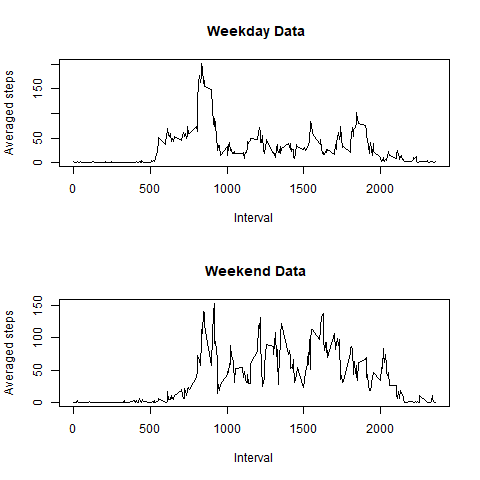 Weekday Data
Averaged steps
0 50 150
0 500 1000 1500 2000
Interval
Weekend Data
Averaged steps
0 50 100 150
0 500 1000 1500 2000
Interval